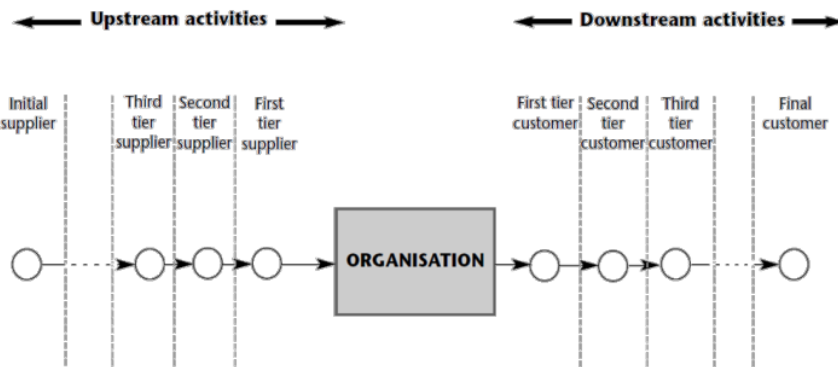 Upstream activities
Downstream activities
Initial
supplier
Third
tier
supplier
Second
tier
supplier
First
tier
supplier
First tier
customer
Second
tier
customer
Third
tier
customer
Final
customer
ORGANISATION